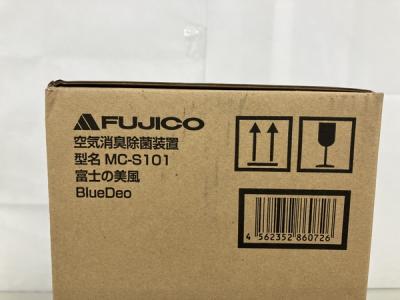 FUJICO
空気消臭除菌装置
型名 MC-S101
富士の美風
BlueDeo
4 562352 860726